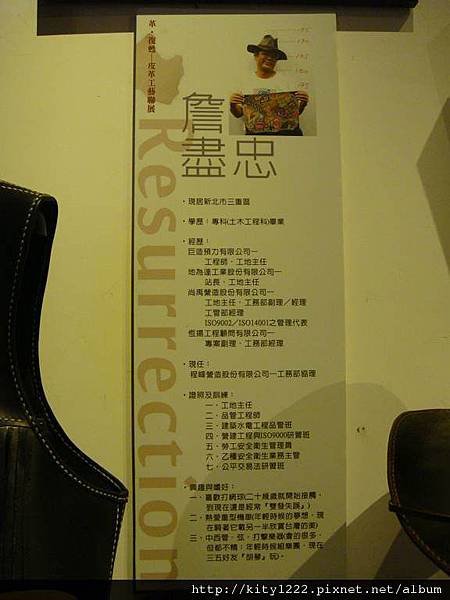 革‧復甦—皮革工藝聯展
Resurrection
詹
盡忠
‧現居新北市三重區
‧學歷：專科(土木工程科)畢業
‧經歷：
巨竣預力有限公司—
工程師、工地主任
地為達工業股份有限公司—
站長、工地主任
尚禹營造股份有限公司—
工地主任、工務部副理／經理
工管部經理
ISO9002／ISO14001之管理代表
恆揚工程顧問有限公司—
專案副理、工務部經理
‧現任：
程峰營造股份有限公司—工務部協理
‧證照及訓練：
一、工地主任
二、品管工程師
三、建築水電工程品管班
四、營建工程與ISO9000研習班
五、勞工安全衛生管理員
六、乙種安全衛生業務主管
七、公平交易法研習班
‧興趣與嗜好：
一、喜歡打網球(二十幾歲就開始接觸，
到現在還是經常『雙發失誤』)
二、熱愛重型機車(年輕時候的夢想，現
在騎著它載另一半欣賞台灣的美)
三、中西管、弦、打擊樂器(會的很多，
但都不精；年輕時候組樂團，現在
三五好友『胡琴』玩)。
http://kity1222.pixnet.net/album